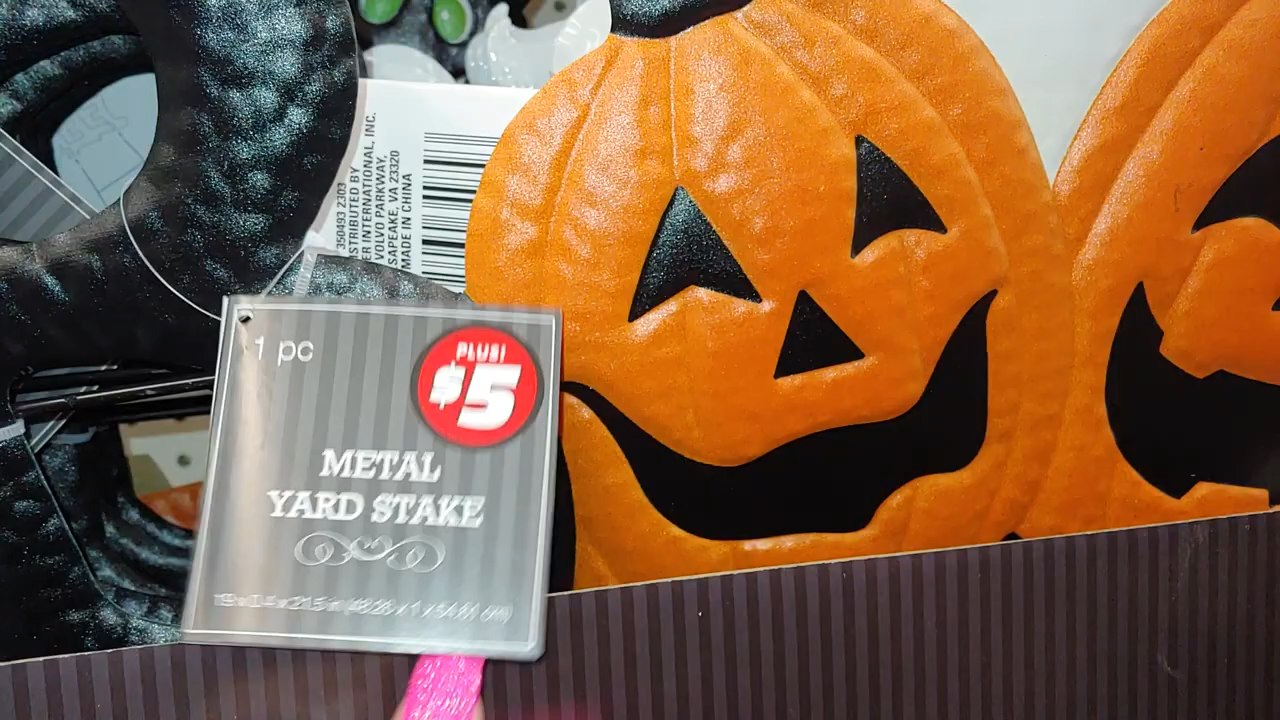 350493 2303
STRIBUTED BY
ER INTERNATIONAL, INC.
VOLVO PARKWAY,
SAPEAKE, VA 23320
MADE IN CHINA
1 pc
PLUS!
$5
METAL
YARD STAKE